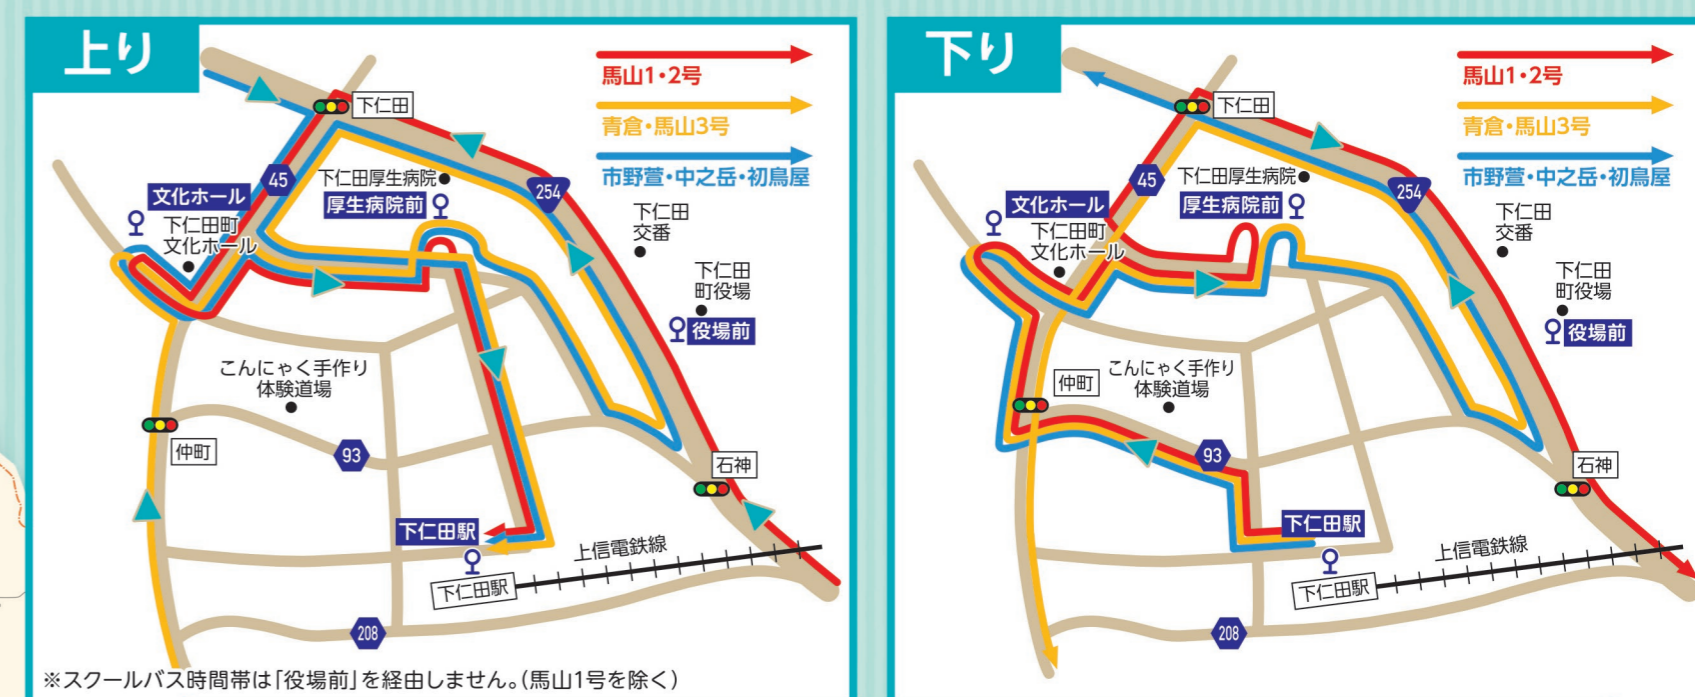 上り
馬山1・2号
青倉・馬山3号
市野萱・中之岳・初鳥屋
下仁田
45
254
文化ホール
下仁田町
文化ホール
下仁田厚生病院
厚生病院前
下仁田
交番
下仁田
町役場
役場前
こんにゃく手作り
体験道場
仲町
93
石神
下仁田駅
上信電鉄線
下仁田駅
208
※スクールバス時間帯は「役場前」を経由しません。(馬山1号を除く)
下り
馬山1・2号
青倉・馬山3号
市野萱・中之岳・初鳥屋
下仁田
45
254
文化ホール
下仁田町
文化ホール
下仁田厚生病院
厚生病院前
下仁田
交番
下仁田
町役場
役場前
こんにゃく手作り
体験道場
仲町
93
石神
下仁田駅
上信電鉄線
下仁田駅
208